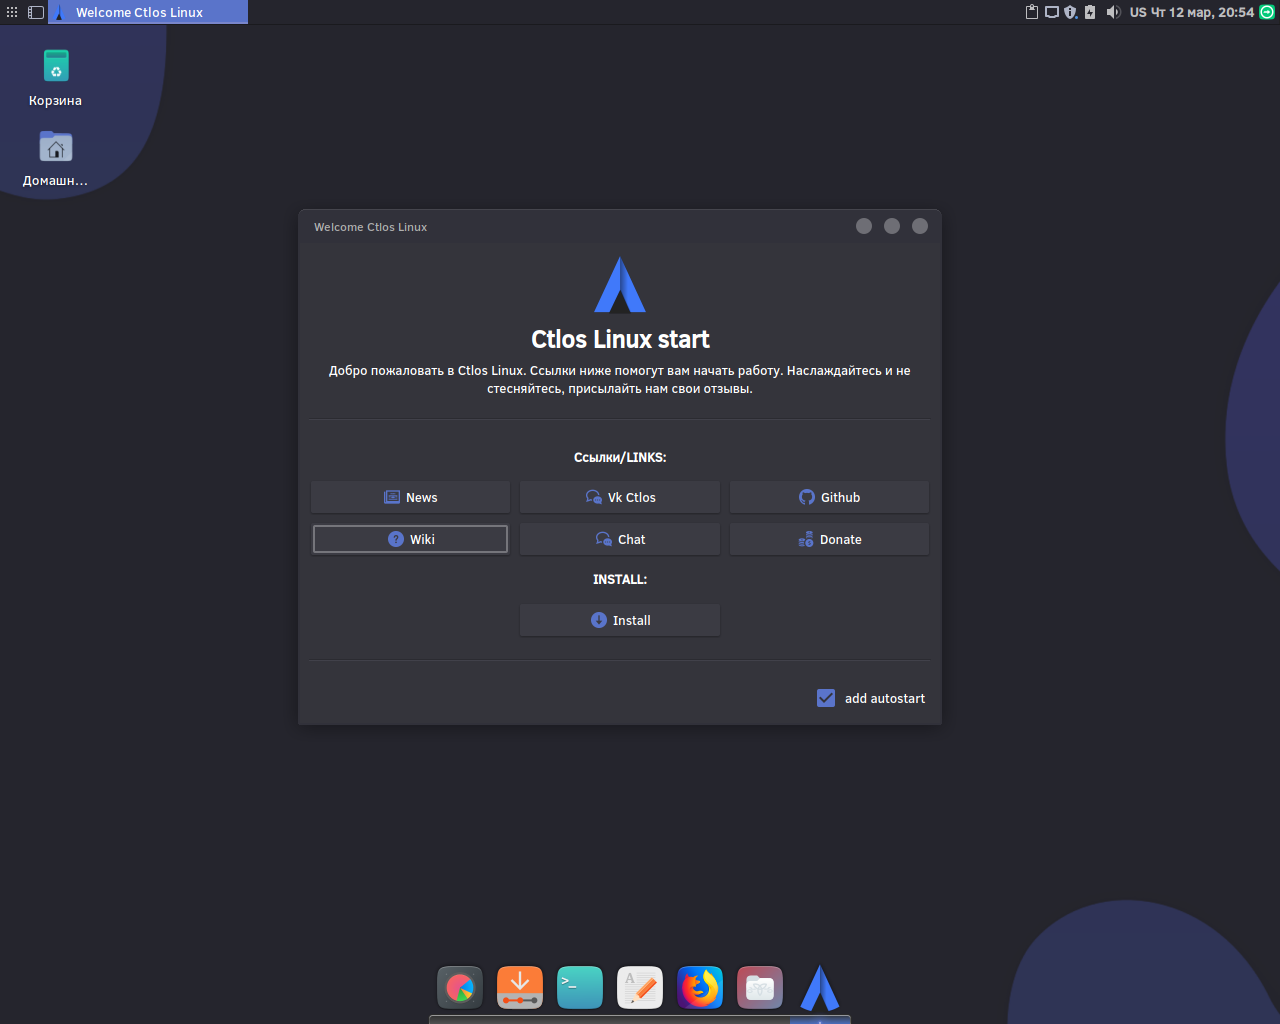 Welcome Ctlos Linux
US Чт 12 мар, 20:54
Корзина
Домашн...
Welcome Ctlos Linux
Ctlos Linux start
Добро пожаловать в Ctlos Linux. Ссылки ниже помогут вам начать работу. Наслаждайтесь и не
стесняйтесь, присылайть нам свои отзывы.
Ссылки/LINKS:
News
Vk Ctlos
Github
Wiki
Chat
Donate
INSTALL:
Install
add autostart
>_
A